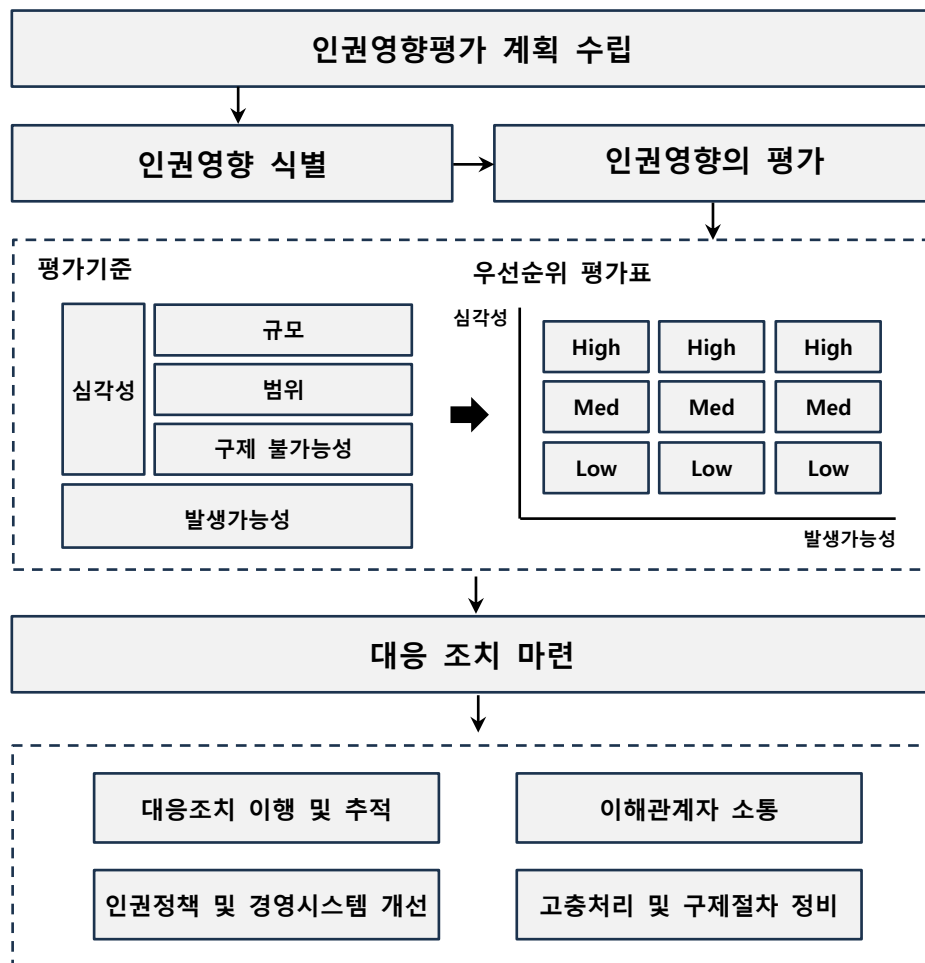 인권영향평가 계획 수립
인권영향 식별
인권영향의 평가
평가기준
심각성
규모
범위
구제 불가능성
발생가능성
우선순위 평가표
심각성
High High High
Med Med Med
Low Low Low
발생가능성
대응 조치 마련
대응조치 이행 및 추적
이해관계자 소통
인권정책 및 경영시스템 개선
고충처리 및 구제절차 정비